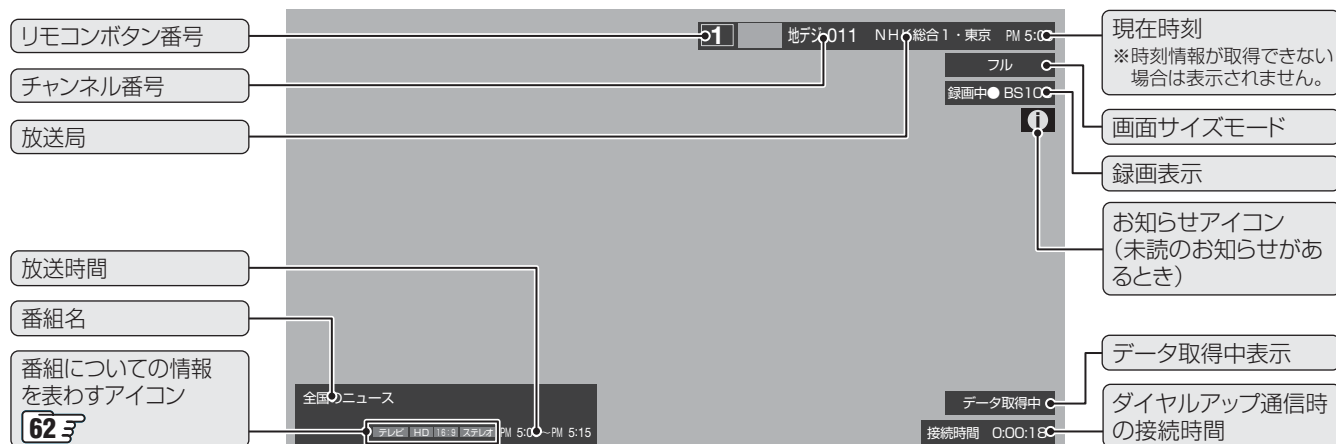 リモコンボタン番号
チャンネル番号
放送局
放送時間
番組名
番組についての情報
を表わすアイコン
62
1 地デジ 011 NHK総合1・東京 PM 5:0
フル
録画中● BS10
i
全国のニュース
テレビ HD 16:9 ステレオ PM 5:0 ～PM 5:15
データ取得中
接続時間 0:00:18
現在時刻
※時刻情報が取得できない
場合は表示されません。
画面サイズモード
録画表示
お知らせアイコン
（未読のお知らせがあ
るとき）
データ取得中表示
ダイヤルアップ通信時
の接続時間